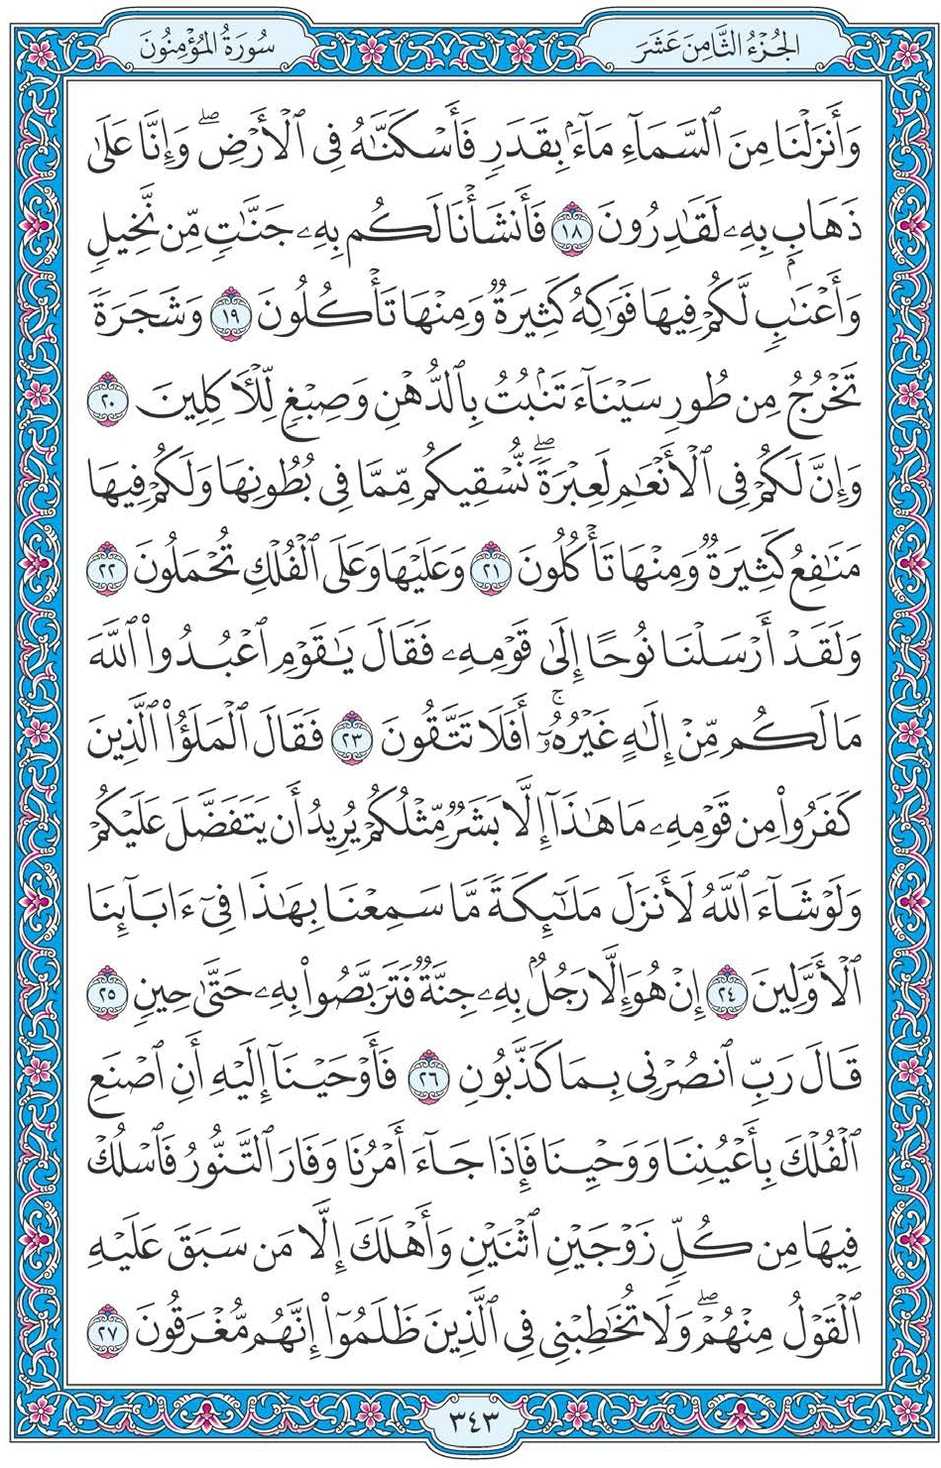 الجُزْءُ الثَّامِنَ عَشَرَ
سُورَةُ المُؤْمِنُونَ
وَأَنزَلْنَا مِنَ ٱلسَّمَآءِ مَآءَۢ بِقَدَرٍ فَأَسْكَنَّٰهُ فِى ٱلْأَرْضِۖ وَإِنَّا عَلَىٰ
ذَهَابٍۭ بِهِۦ لَقَٰدِرُونَ ١٨ فَأَنشَأْنَا لَكُم بِهِۦ جَنَّٰتٍ مِّن نَّخِيلٍ
وَأَعْنَٰبٍ لَّكُمْ فِيهَا فَوَٰكِهُ كَثِيرَةٌ وَمِنْهَا تَأْكُلُونَ ١٩ وَشَجَرَةً
تَخْرُجُ مِن طُورِ سَيْنَآءَ تَنۢبُتُ بِٱلدُّهْنِ وَصِبْغٍ لِّلْءَاكِلِينَ ٢٠
وَإِنَّ لَكُمْ فِى ٱلْأَنْعَٰمِ لَعِبْرَةًۖ نُّسْقِيكُم مِّمَّا فِى بُطُونِهَا وَلَكُمْ فِيهَا
مَنَٰفِعُ كَثِيرَةٌ وَمِنْهَا تَأْكُلُونَ ٢١ وَعَلَيْهَا وَعَلَى ٱلْفُلْكِ تُحْمَلُونَ ٢٢
وَلَقَدْ أَرْسَلْنَا نُوحًا إِلَىٰ قَوْمِهِۦ فَقَالَ يَٰقَوْمِ ٱعْبُدُوا۟ ٱللَّهَ
مَا لَكُم مِّنْ إِلَٰهٍ غَيْرُهُۥٓۚ أَفَلَا تَتَّقُونَ ٢٣ فَقَالَ ٱلْمَلَؤُا۟ ٱلَّذِينَ
كَفَرُوا۟ مِن قَوْمِهِۦ مَا هَٰذَآ إِلَّا بَشَرٌ مِّثْلُكُمْ يُرِيدُ أَن يَتَفَضَّلَ عَلَيْكُمْ
وَلَوْ شَآءَ ٱللَّهُ لَأَنزَلَ مَلَٰٓئِكَةً مَّا سَمِعْنَا بِهَٰذَا فِىٓ ءَابَآئِنَا
ٱلْأَوَّلِينَ ٢٤ إِنْ هُوَ إِلَّا رَجُلٌۢ بِهِۦ جِنَّةٌ فَتَرَبَّصُوا۟ بِهِۦ حَتَّىٰ حِينٍ ٢٥
قَالَ رَبِّ ٱنصُرْنِى بِمَا كَذَّبُونِ ٢٦ فَأَوْحَيْنَآ إِلَيْهِ أَنِ ٱصْنَعِ
ٱلْفُلْكَ بِأَعْيُنِنَا وَوَحْيِنَا فَإِذَا جَآءَ أَمْرُنَا وَفَارَ ٱلتَّنُّورُ فَٱسْلُكْ
فِيهَا مِن كُلٍّ زَوْجَيْنِ ٱثْنَيْنِ وَأَهْلَكَ إِلَّا مَن سَبَقَ عَلَيْهِ
ٱلْقَوْلُ مِنْهُمْۖ وَلَا تُخَٰطِبْنِى فِى ٱلَّذِينَ ظَلَمُوٓا۟ إِنَّهُم مُّغْرَقُونَ ٢٧
٣٤٣